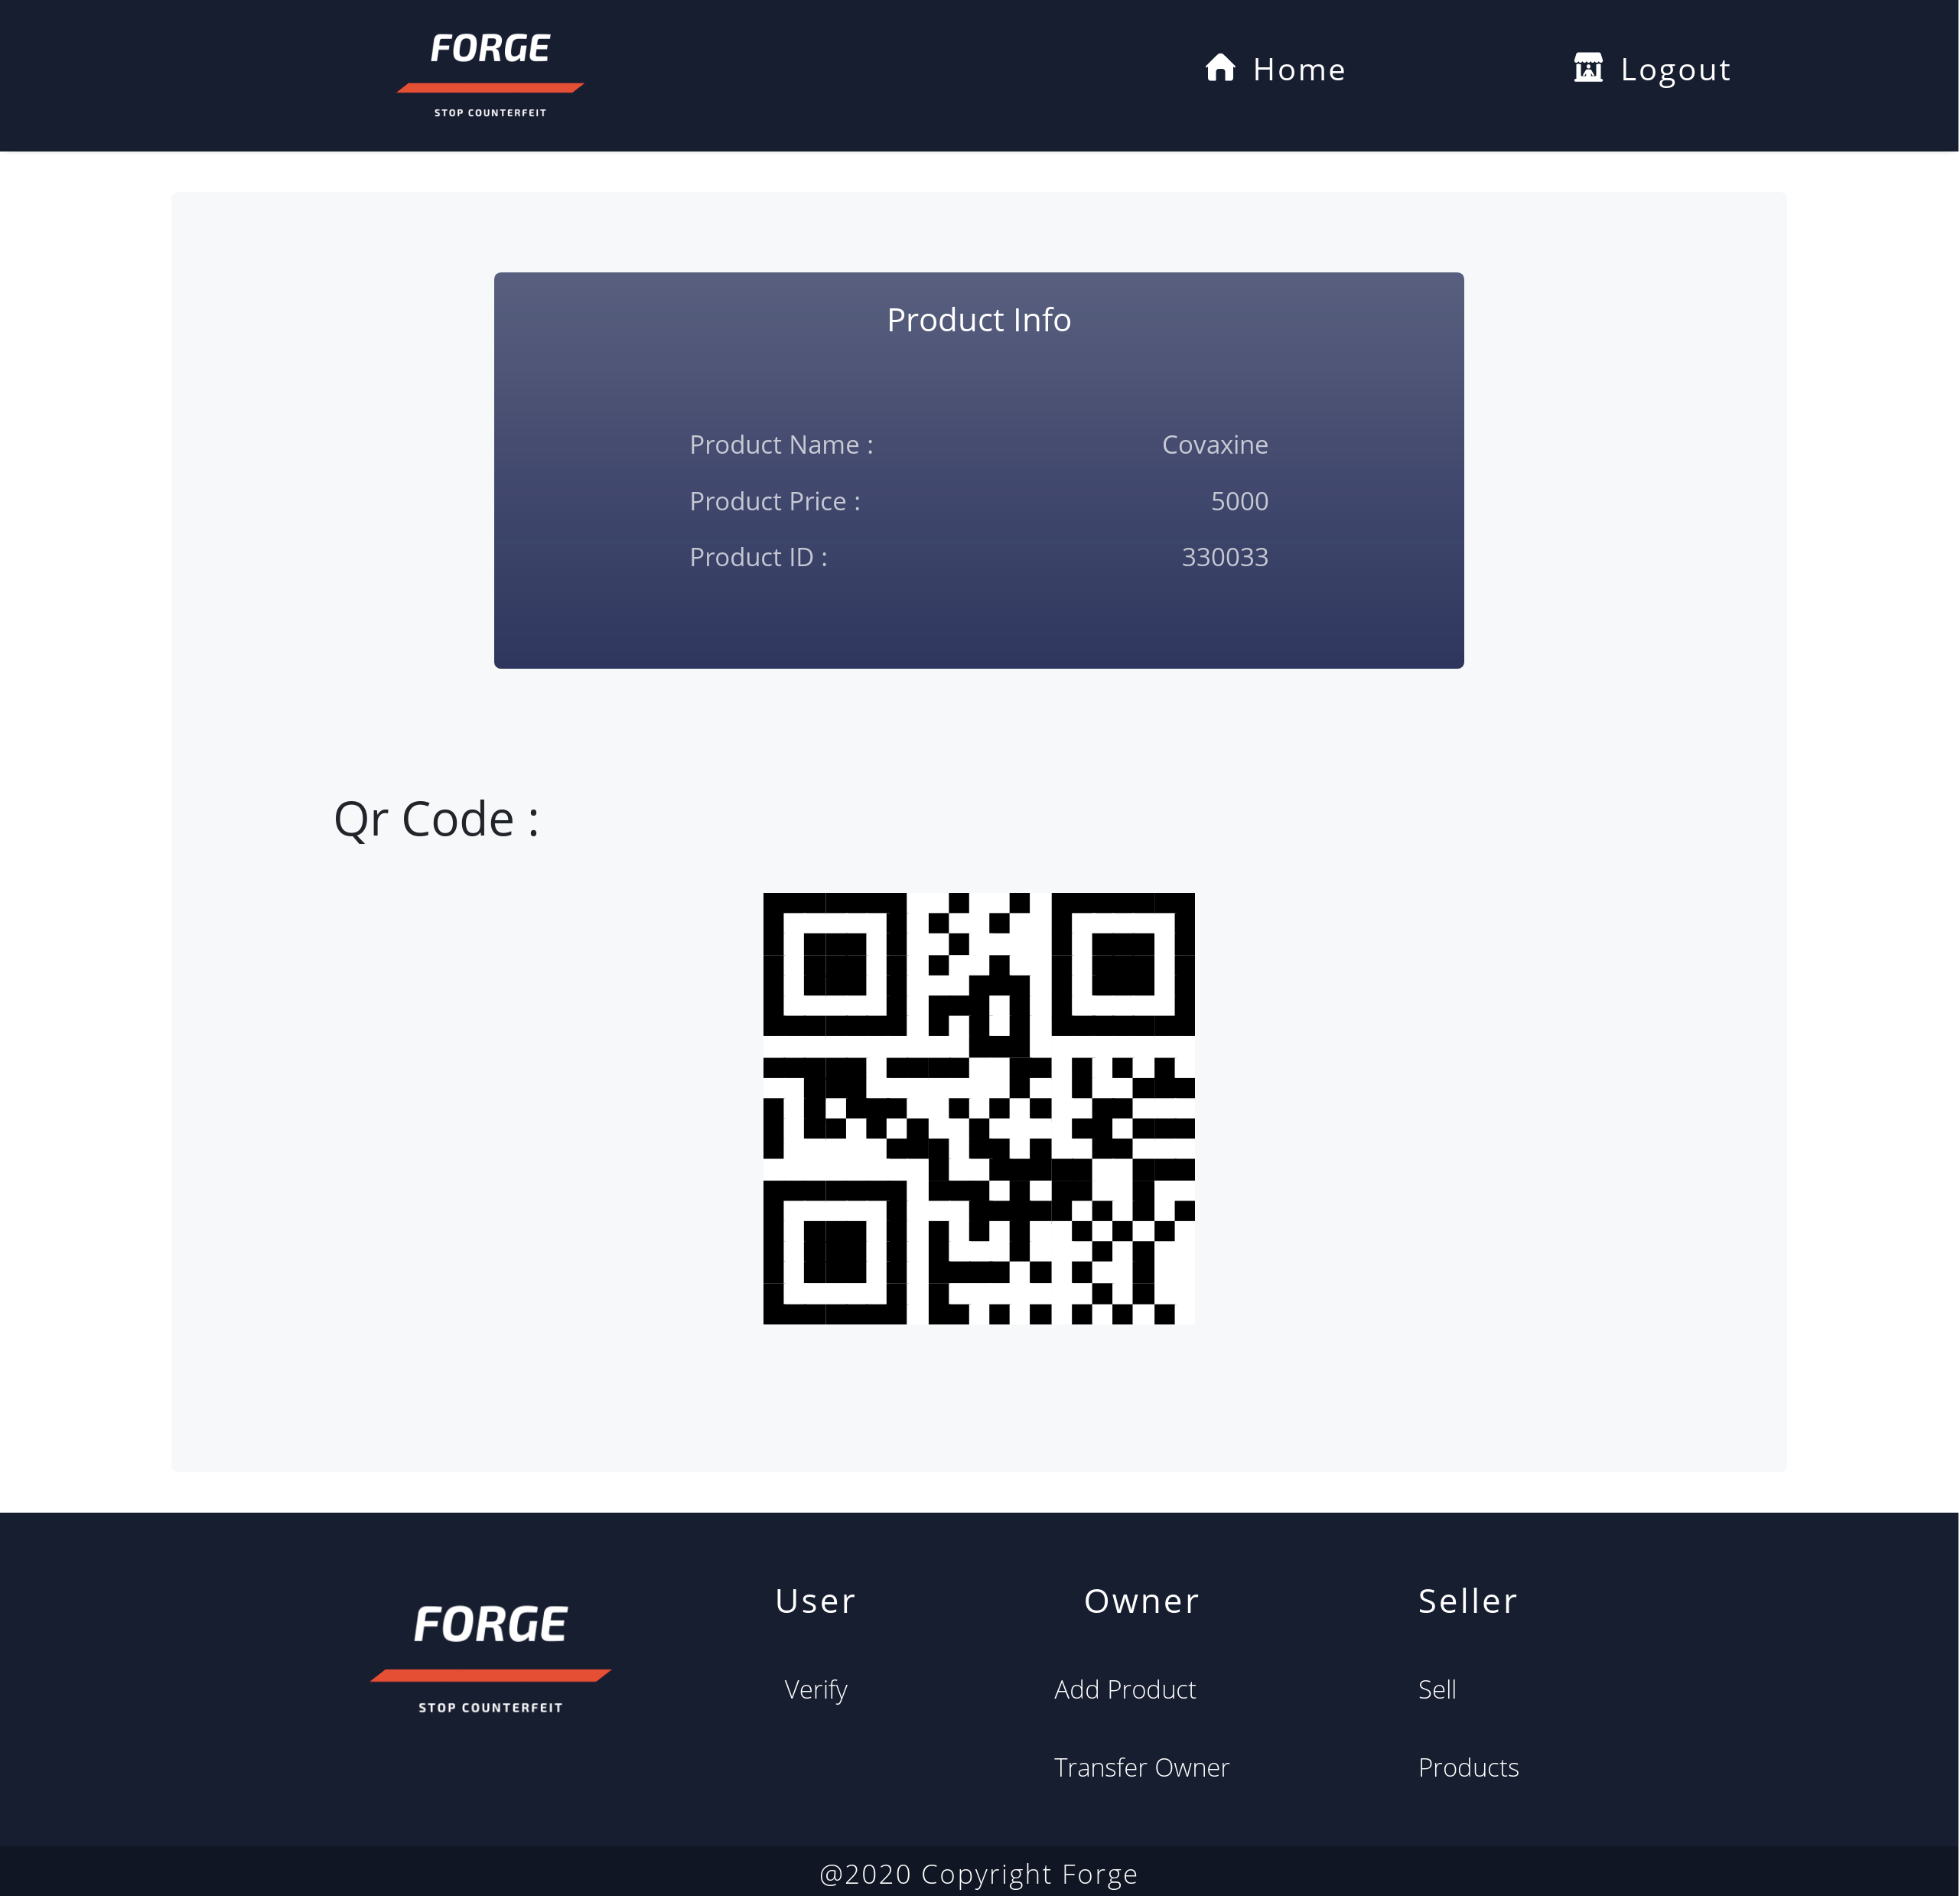 FORGE
STOP COUNTERFEIT
Home
Logout
Product Info
Product Name : Covaxine
Product Price : 5000
Product ID : 330033
Qr Code :
FORGE
STOP COUNTERFEIT
User
Verify
Owner
Add Product
Transfer Owner
Seller
Sell
Products
@2020 Copyright Forge